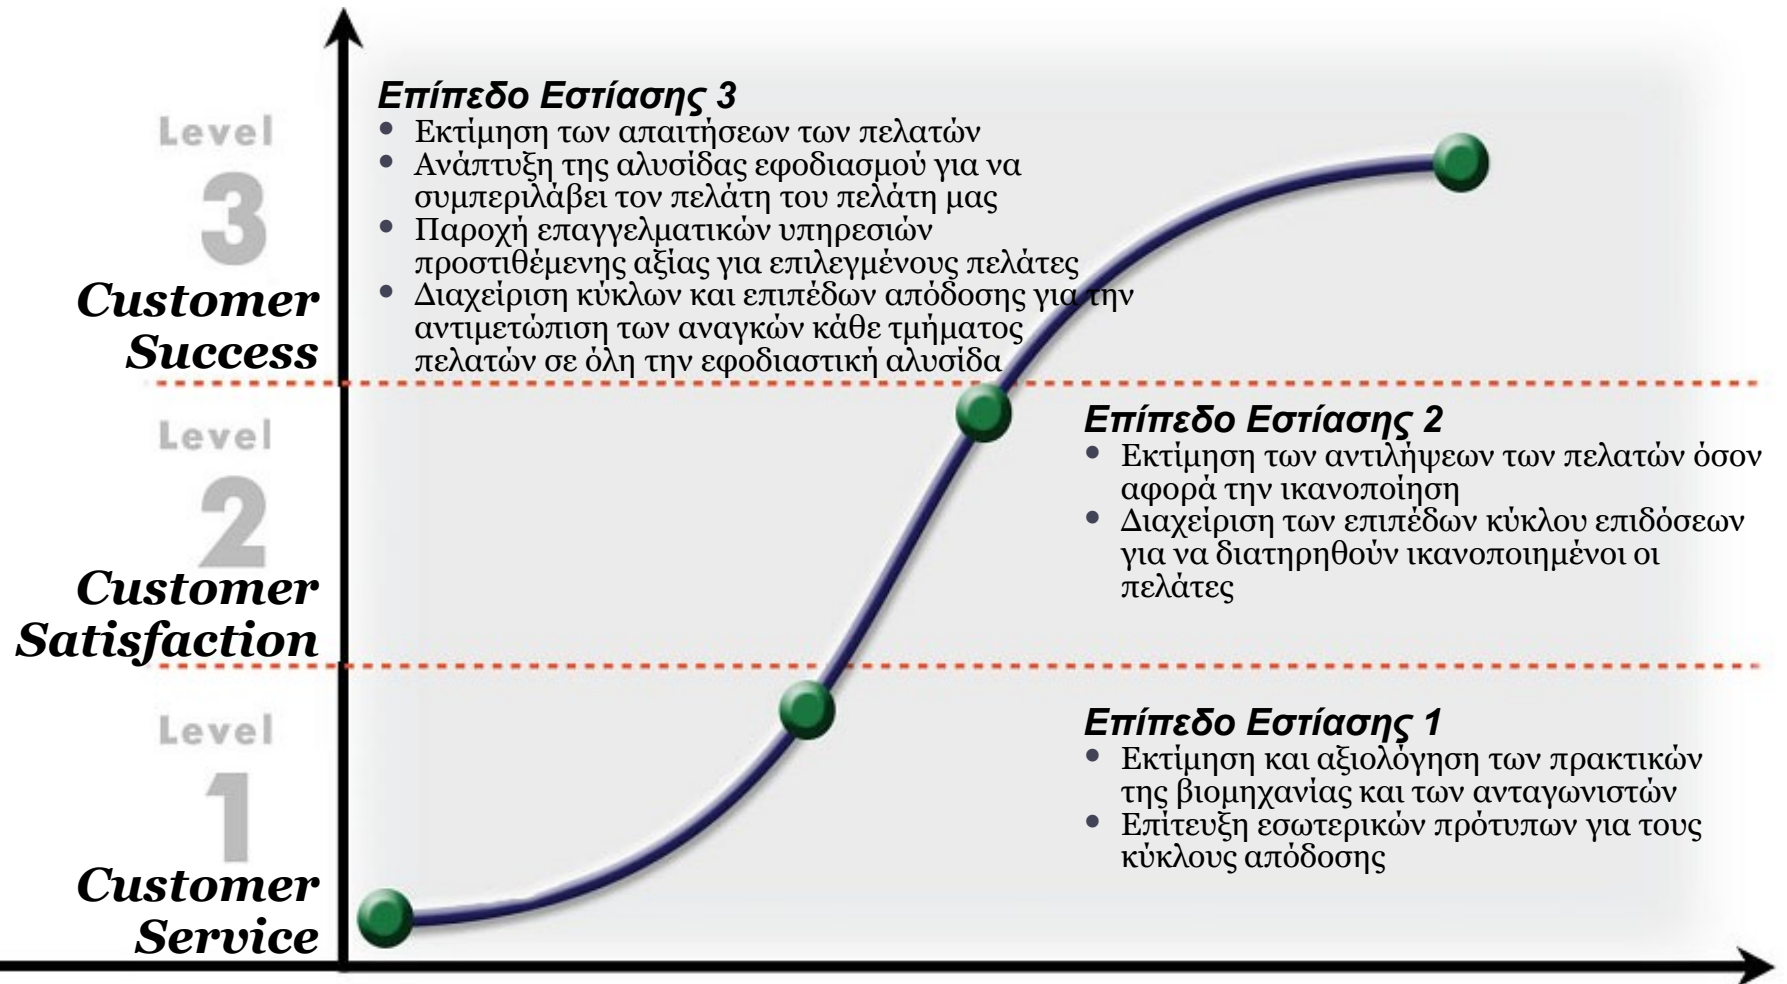 Επίπεδο Εστίασης 3
• Εκτίμηση των απαιτήσεων των πελατών
• Ανάπτυξη της αλυσίδας εφοδιασμού για να
συμπεριλάβει τον πελάτη του πελάτη μας
• Παροχή επαγγελματικών υπηρεσιών
προστιθέμενης αξίας για επιλεγμένους πελάτες
• Διαχείριση κύκλων και επιπέδων απόδοσης για την
αντιμετώπιση των αναγκών κάθε τμήματος
πελατών σε όλη την εφοδιαστική αλυσίδα
Level
3
Customer
Success
Level
2
Customer
Satisfaction
Επίπεδο Εστίασης 2
• Εκτίμηση των αντιλήψεων των πελατών όσον
αφορά την ικανοποίηση
• Διαχείριση των επιπέδων κύκλου επιδόσεων
για να διατηρηθούν ικανοποιημένοι οι
πελάτες
Level
1
Customer
Service
Επίπεδο Εστίασης 1
• Εκτίμηση και αξιολόγηση των πρακτικών
της βιομηχανίας και των ανταγωνιστών
• Επίτευξη εσωτερικών πρότυπων για τους
κύκλους απόδοσης